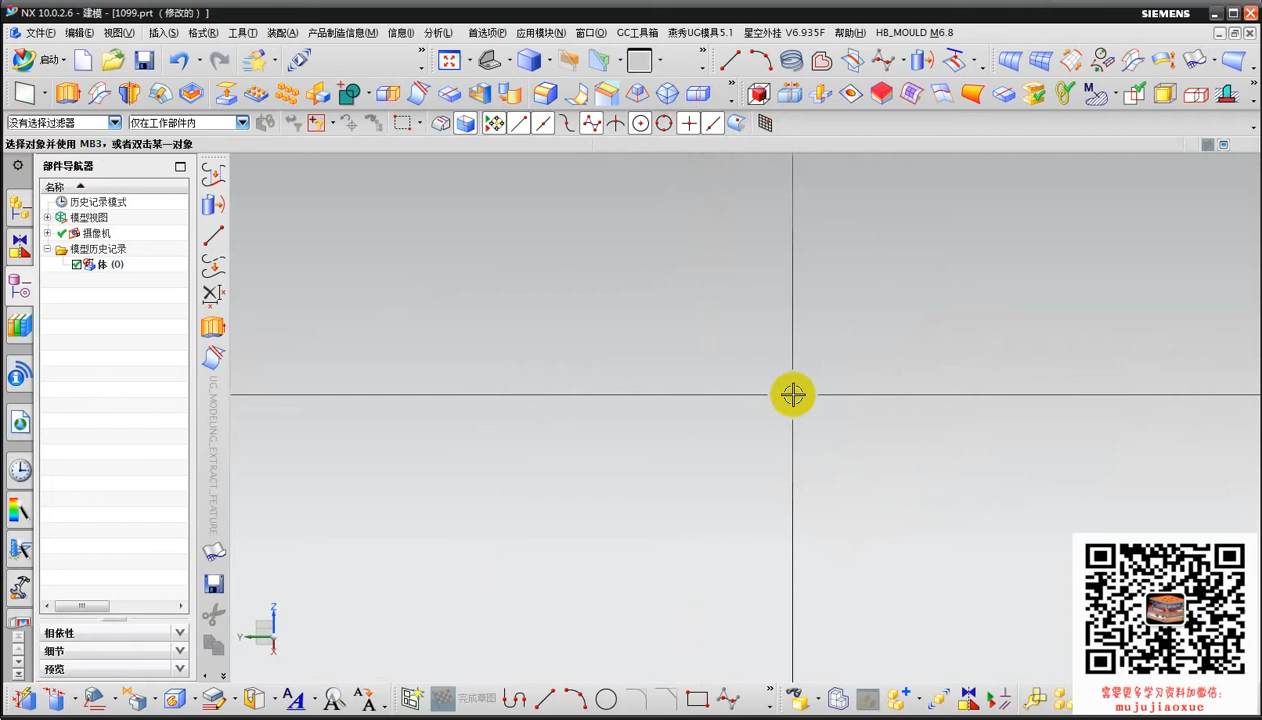 NX 10.0.2.6 - 建模 - [1099.prt （修改的）]
SIEMENS
文件(F) 编辑(E) 视图(V) 插入(S) 格式(R) 工具(T) 装配(A) 产品制造信息(M) 信息(I) 分析(L) 首选项(P) 应用模块(N) 窗口(O) GC工具箱 燕秀UG模具5.1 星空外挂 V6.935F 帮助(H) HB_MOULD M6.8
启动
没有选择过滤器 仅在工作部件内
选择对象并使用 MB3，或者双击某一对象
部件导航器
名称
历史记录模式
模型视图
摄像机
模型历史记录
体 (0)
UG_MODELING_EXTRACT_FEATURE
Z
Y
X
相依性
细节
预览
完成草图
需要更多学习资料加微信:
mujujiaoxue